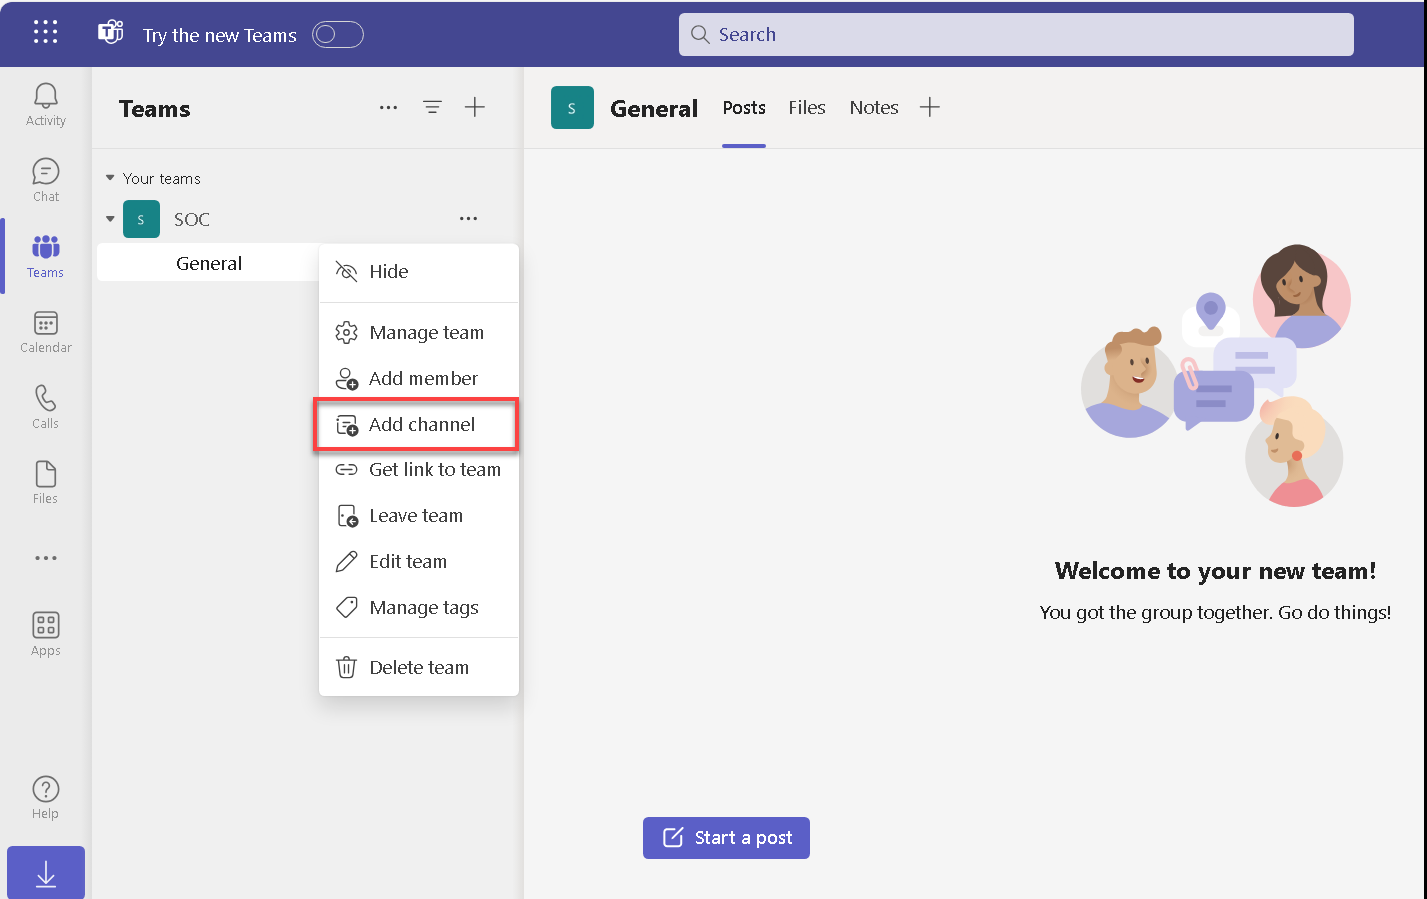 Try the new Teams
Search
Activity
Chat
Teams
Calendar
Calls
Files
Apps
Help
Teams
Your teams
S
SOC
General
Hide
Manage team
Add member
Add channel
Get link to team
Leave team
Edit team
Manage tags
Delete team
S
General
Posts
Files
Notes
Welcome to your new team!
You got the group together. Go do things!
Start a post